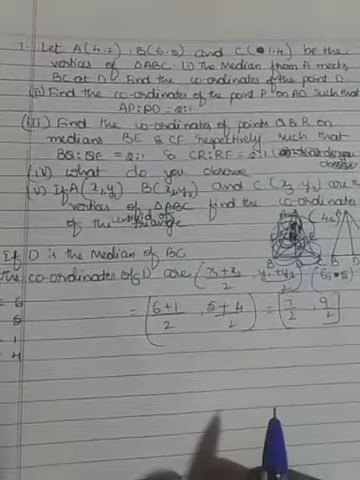 7. Let A(4,2), B(6,5) and C(1,4) be the
vertices of ΔABC. (i) The Median from A meets
BC at D. Find the co-ordinates of the point D
(ii) Find the co-ordinates of the point P on AD such that
AP:PD = 2:1
(iii) Find the co-ordinates of points Q & R on
medians BE & CF respectively such that
BQ:QE = 2:1 & CR:RF = 2:1
(iv) What do you observe
(v) If A(x₁,y₁) B(x₂,y₂) and C(x₃,y₃) are the
vertices of ΔABC find the co-ordinates
of the centroid of triangle
If D is the Median of BC
the co-ordinates of D are (x₁+x₂/2, y₁+y₂/2)
= [6+1/2, 5+4/2] = [7/2, 9/2]
= 6
5
1
4